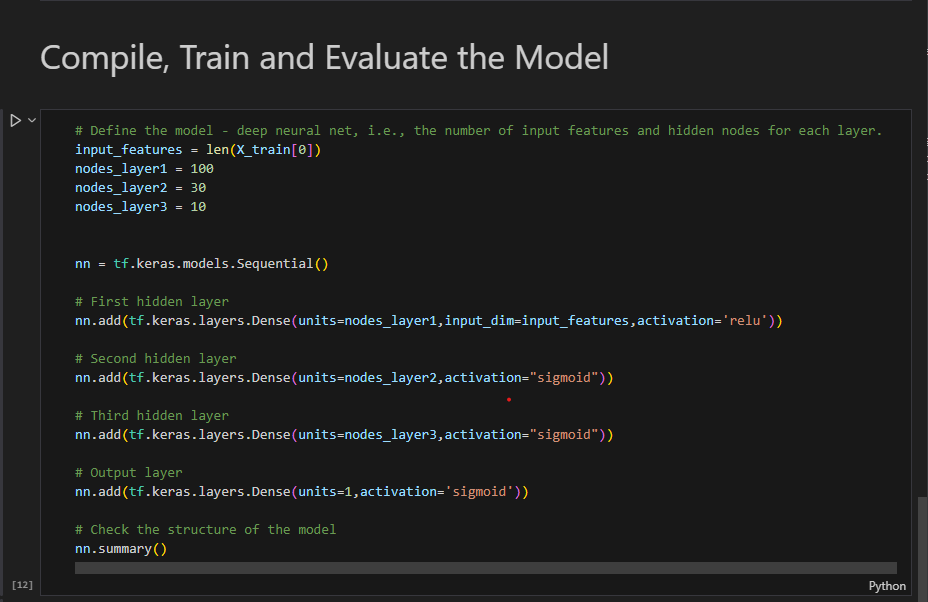 Compile, Train and Evaluate the Model
# Define the model - deep neural net, i.e., the number of input features and hidden nodes for each layer.
input_features = len(X_train[0])
nodes_layer1 = 100
nodes_layer2 = 30
nodes_layer3 = 10
nn = tf.keras.models.Sequential()
# First hidden layer
nn.add(tf.keras.layers.Dense(units=nodes_layer1,input_dim=input_features,activation='relu'))
# Second hidden layer
nn.add(tf.keras.layers.Dense(units=nodes_layer2,activation="sigmoid"))
# Third hidden layer
nn.add(tf.keras.layers.Dense(units=nodes_layer3,activation="sigmoid"))
# Output layer
nn.add(tf.keras.layers.Dense(units=1,activation='sigmoid'))
# Check the structure of the model
nn.summary()
[12]
Python